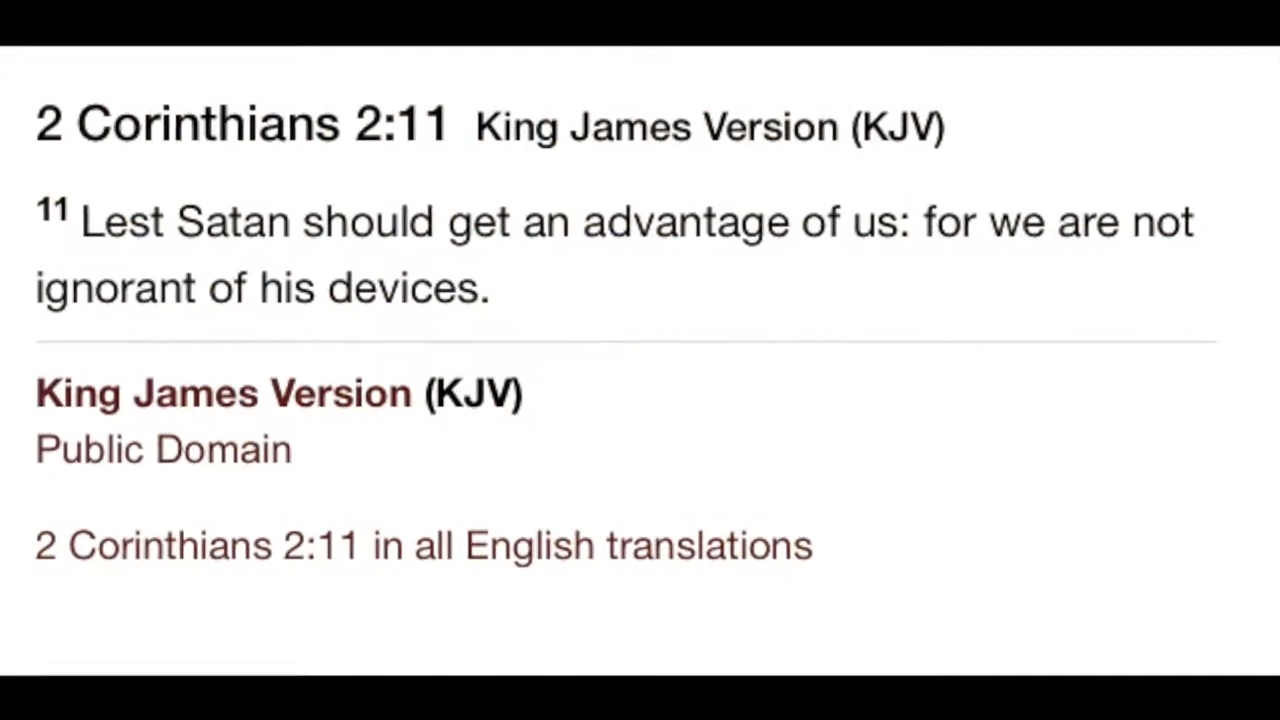 2 Corinthians 2:11 King James Version (KJV)
11 Lest Satan should get an advantage of us: for we are not
ignorant of his devices.
King James Version (KJV)
Public Domain
2 Corinthians 2:11 in all English translations